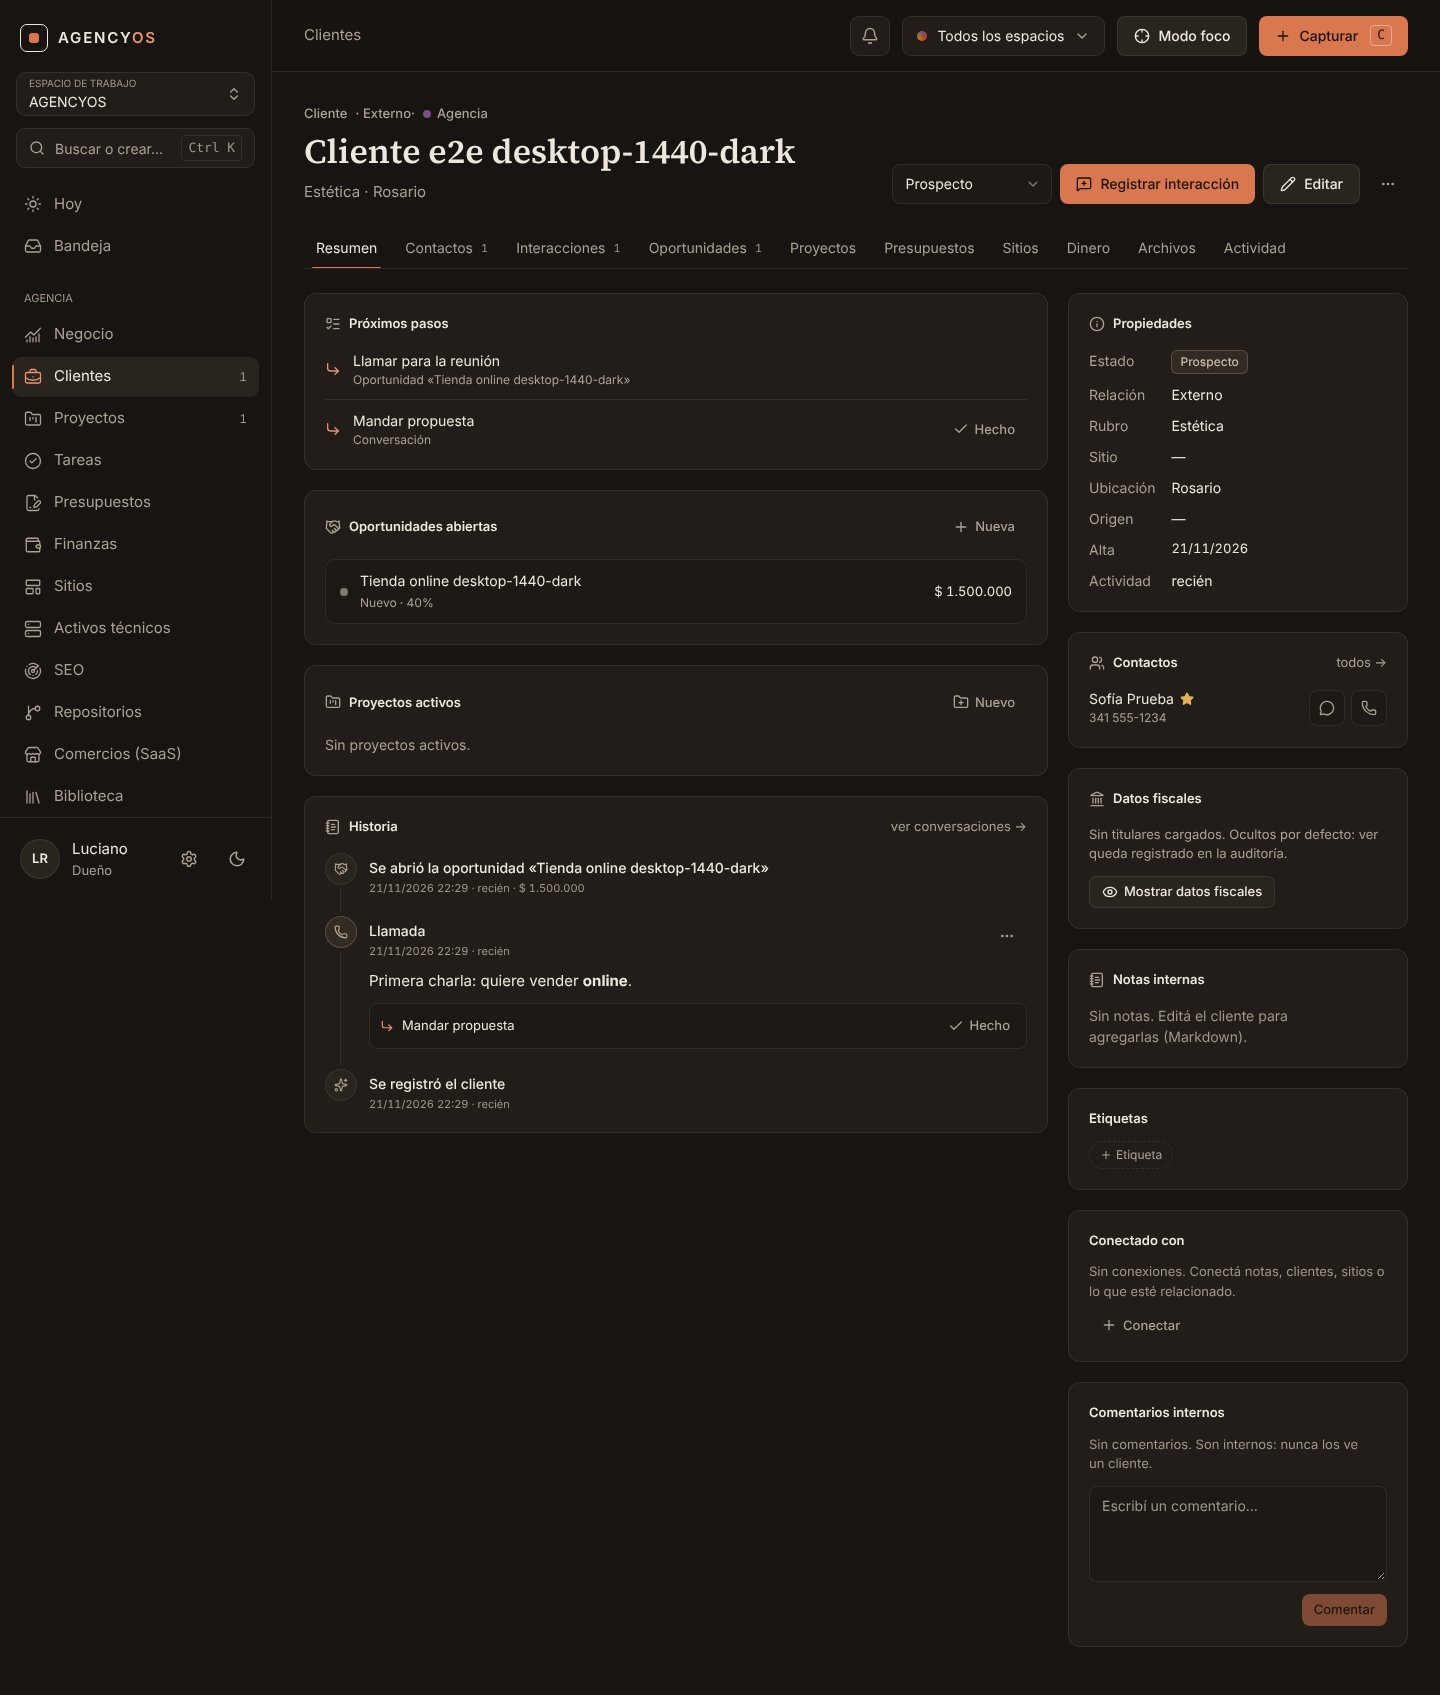 AGENCYOS
ESPACIO DE TRABAJO
AGENCYOS
Buscar o crear... Ctrl K
Hoy
Bandeja
AGENCIA
Negocio
Clientes 1
Proyectos 1
Tareas
Presupuestos
Finanzas
Sitios
Activos técnicos
SEO
Repositorios
Comercios (SaaS)
Biblioteca
LR
Luciano
Dueño
Clientes
Todos los espacios
Modo foco
Capturar C
Cliente · Externo· Agencia
Cliente e2e desktop-1440-dark
Estética · Rosario
Prospecto
Registrar interacción
Editar
Resumen Contactos 1 Interacciones 1 Oportunidades 1 Proyectos Presupuestos Sitios Dinero Archivos Actividad
Próximos pasos
Llamar para la reunión
Oportunidad «Tienda online desktop-1440-dark»
Mandar propuesta
Conversación
Hecho
Oportunidades abiertas
Nueva
Tienda online desktop-1440-dark
Nuevo · 40%
$ 1.500.000
Proyectos activos
Nuevo
Sin proyectos activos.
Historia
ver conversaciones →
Se abrió la oportunidad «Tienda online desktop-1440-dark»
21/11/2026 22:29 · recién · $ 1.500.000
Llamada
21/11/2026 22:29 · recién
Primera charla: quiere vender online.
Mandar propuesta
Hecho
Se registró el cliente
21/11/2026 22:29 · recién
Propiedades
Estado Prospecto
Relación Externo
Rubro Estética
Sitio —
Ubicación Rosario
Origen —
Alta 21/11/2026
Actividad recién
Contactos
todos →
Sofía Prueba
341 555-1234
Datos fiscales
Sin titulares cargados. Ocultos por defecto: ver
queda registrado en la auditoría.
Mostrar datos fiscales
Notas internas
Sin notas. Editá el cliente para
agregarlas (Markdown).
Etiquetas
+ Etiqueta
Conectado con
Sin conexiones. Conectá notas, clientes, sitios o
lo que esté relacionado.
Conectar
Comentarios internos
Sin comentarios. Son internos: nunca los ve
un cliente.
Escribí un comentario...
Comentar